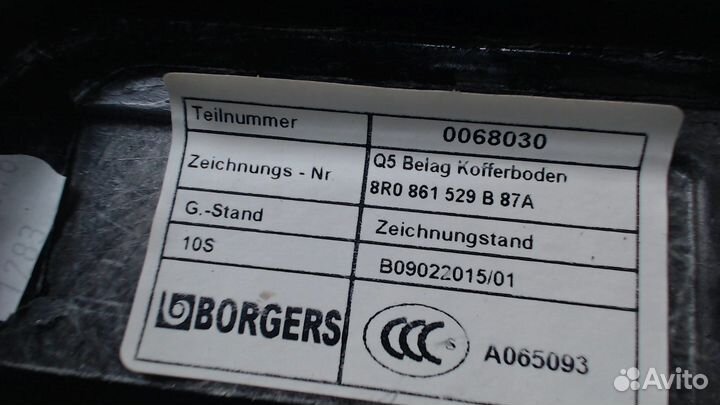 Teilnummer 0068030
Zeichnungs - Nr Q5 Belag Kofferboden
8R0 861 529 B 87A
G.-Stand Zeichnungstand
10S B09022015/01
BORGERS CCC S A065093
1283
Avito